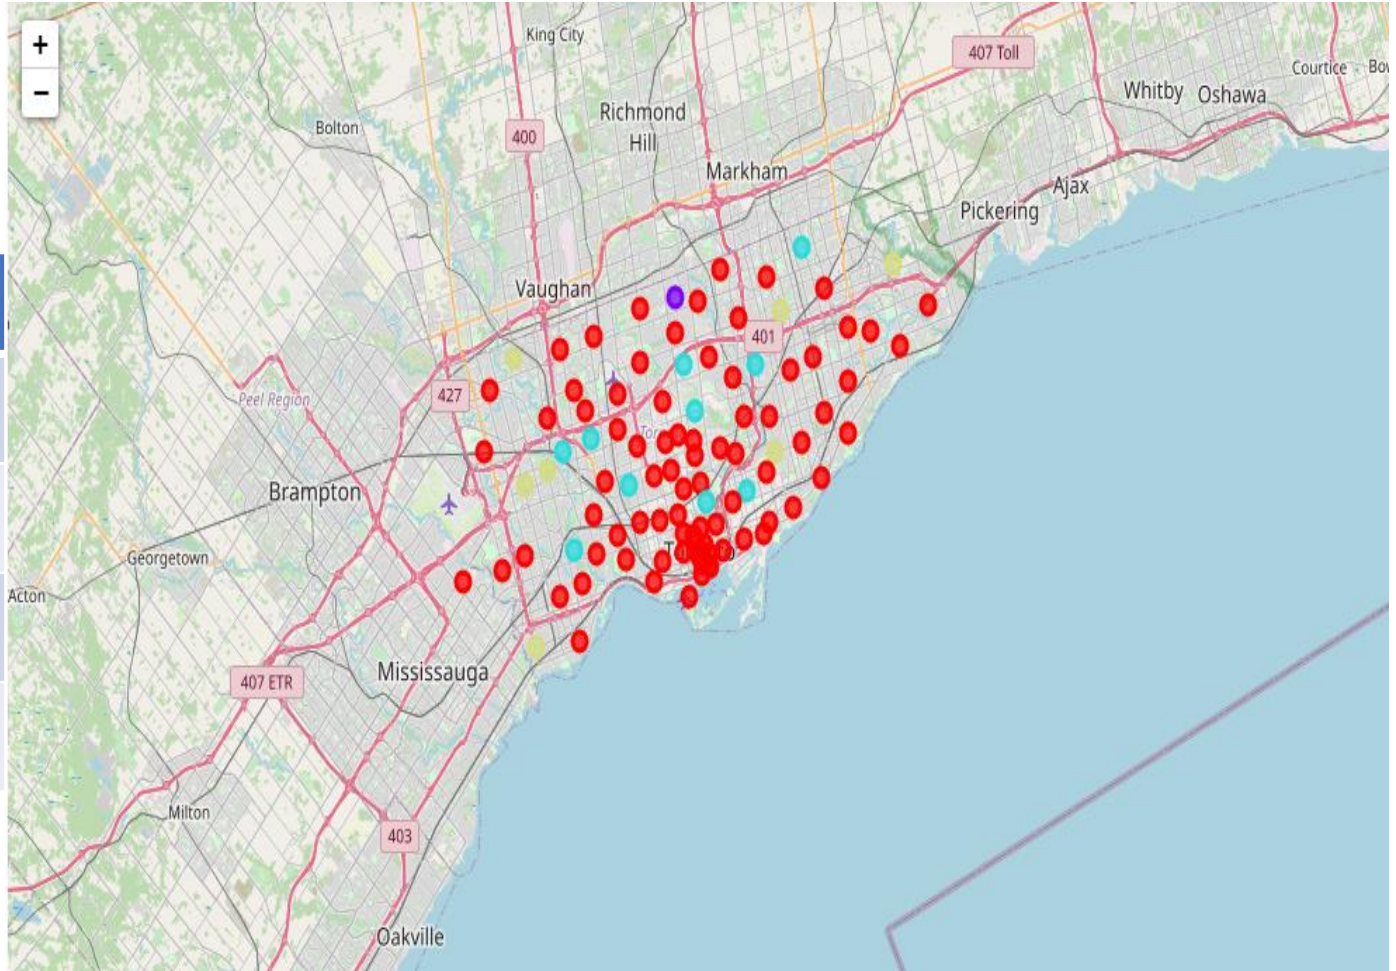 +
−
King City
407 Toll
Courtice
Whitby
Oshawa
Richmond
Hill
Bolton
400
Markham
Ajax
Pickering
Vaughan
401
427
Peel Region
Brampton
Georgetown
Acton
Mississauga
407 ETR
Milton
403
Oakville